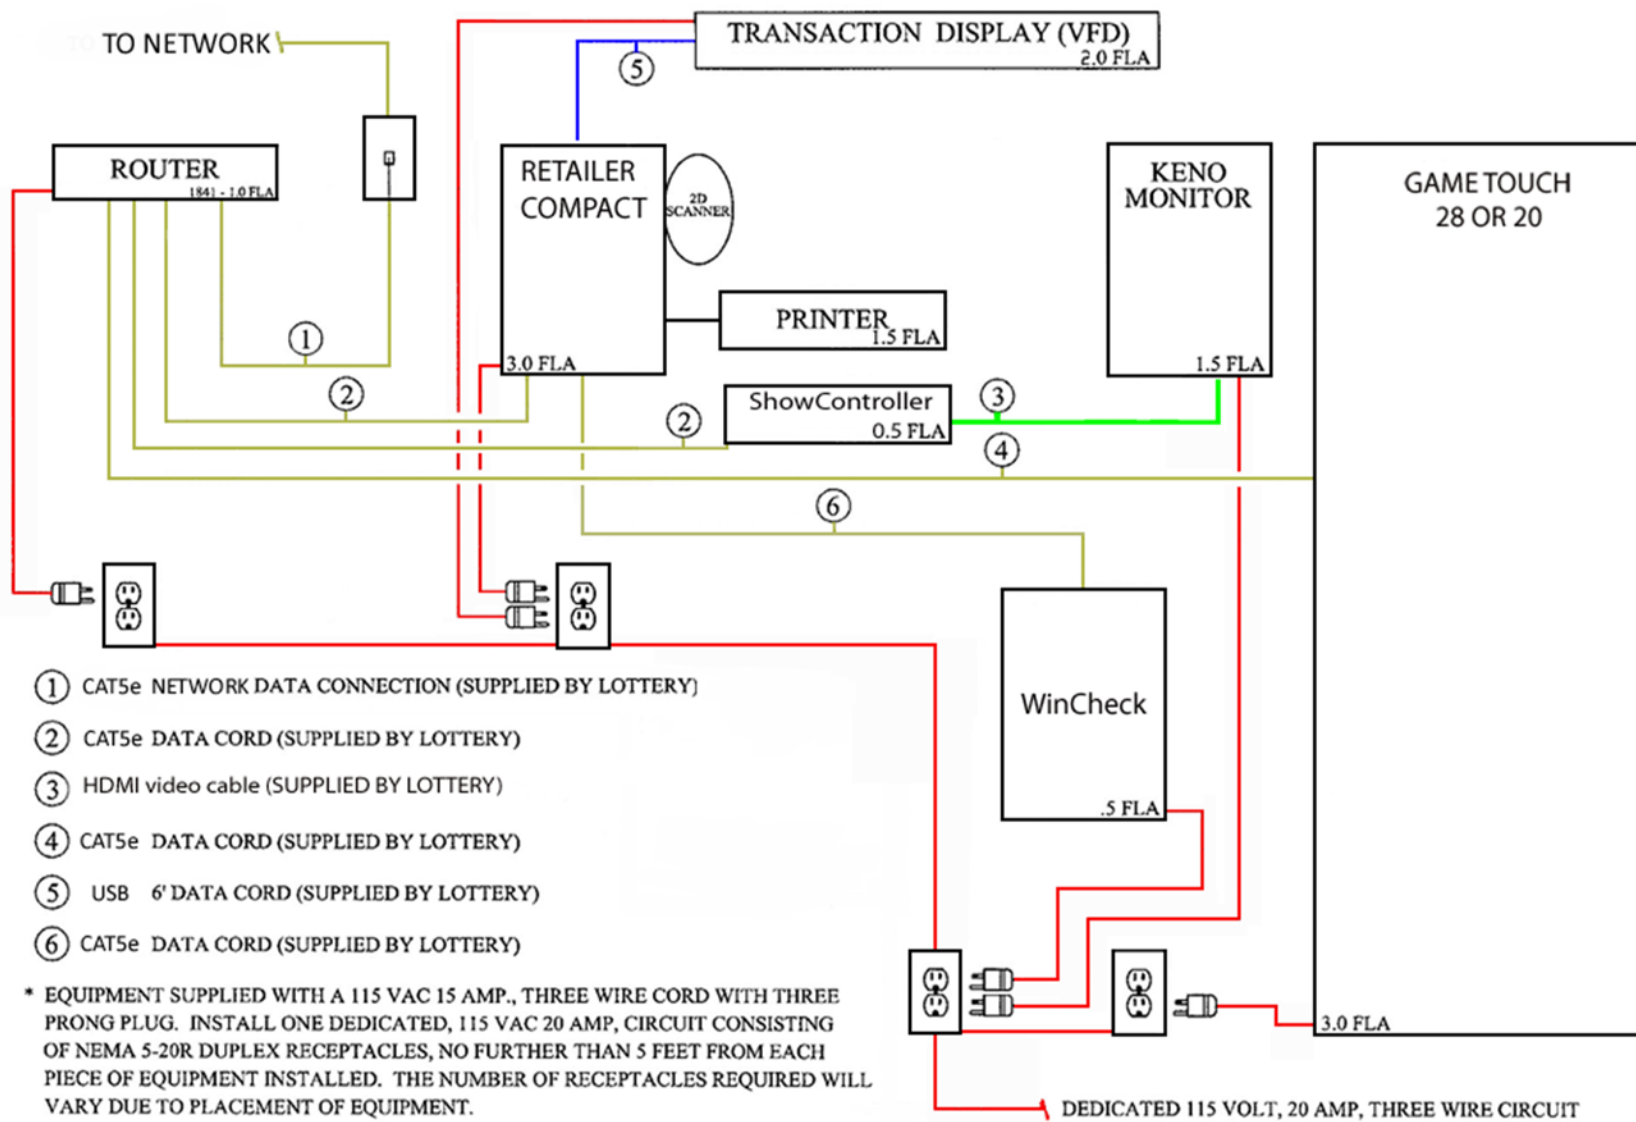 TO NETWORK
TRANSACTION DISPLAY (VFD)
2.0 FLA
5
ROUTER
1841 - 1.0 FLA
RETAILER
COMPACT
3.0 FLA
2D
SCANNER
KENO
MONITOR
1.5 FLA
GAME TOUCH
28 OR 20
PRINTER
1.5 FLA
1
2
ShowController
0.5 FLA
2
3
4
6
WinCheck
.5 FLA
1 CAT5e NETWORK DATA CONNECTION (SUPPLIED BY LOTTERY)
2 CAT5e DATA CORD (SUPPLIED BY LOTTERY)
3 HDMI video cable (SUPPLIED BY LOTTERY)
4 CAT5e DATA CORD (SUPPLIED BY LOTTERY)
5 USB 6' DATA CORD (SUPPLIED BY LOTTERY)
6 CAT5e DATA CORD (SUPPLIED BY LOTTERY)
* EQUIPMENT SUPPLIED WITH A 115 VAC 15 AMP., THREE WIRE CORD WITH THREE
PRONG PLUG. INSTALL ONE DEDICATED, 115 VAC 20 AMP, CIRCUIT CONSISTING
OF NEMA 5-20R DUPLEX RECEPTACLES, NO FURTHER THAN 5 FEET FROM EACH
PIECE OF EQUIPMENT INSTALLED. THE NUMBER OF RECEPTACLES REQUIRED WILL
VARY DUE TO PLACEMENT OF EQUIPMENT.
3.0 FLA
DEDICATED 115 VOLT, 20 AMP, THREE WIRE CIRCUIT